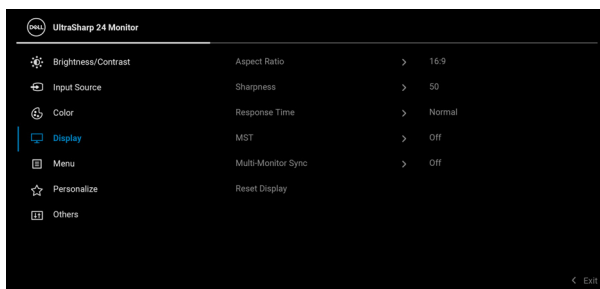 DELL UltraSharp 24 Monitor
Brightness/Contrast Aspect Ratio > 16:9
Input Source Sharpness > 50
Color Response Time > Normal
Display MST > Off
Menu Multi-Monitor Sync > Off
Personalize Reset Display
Others
< Exit